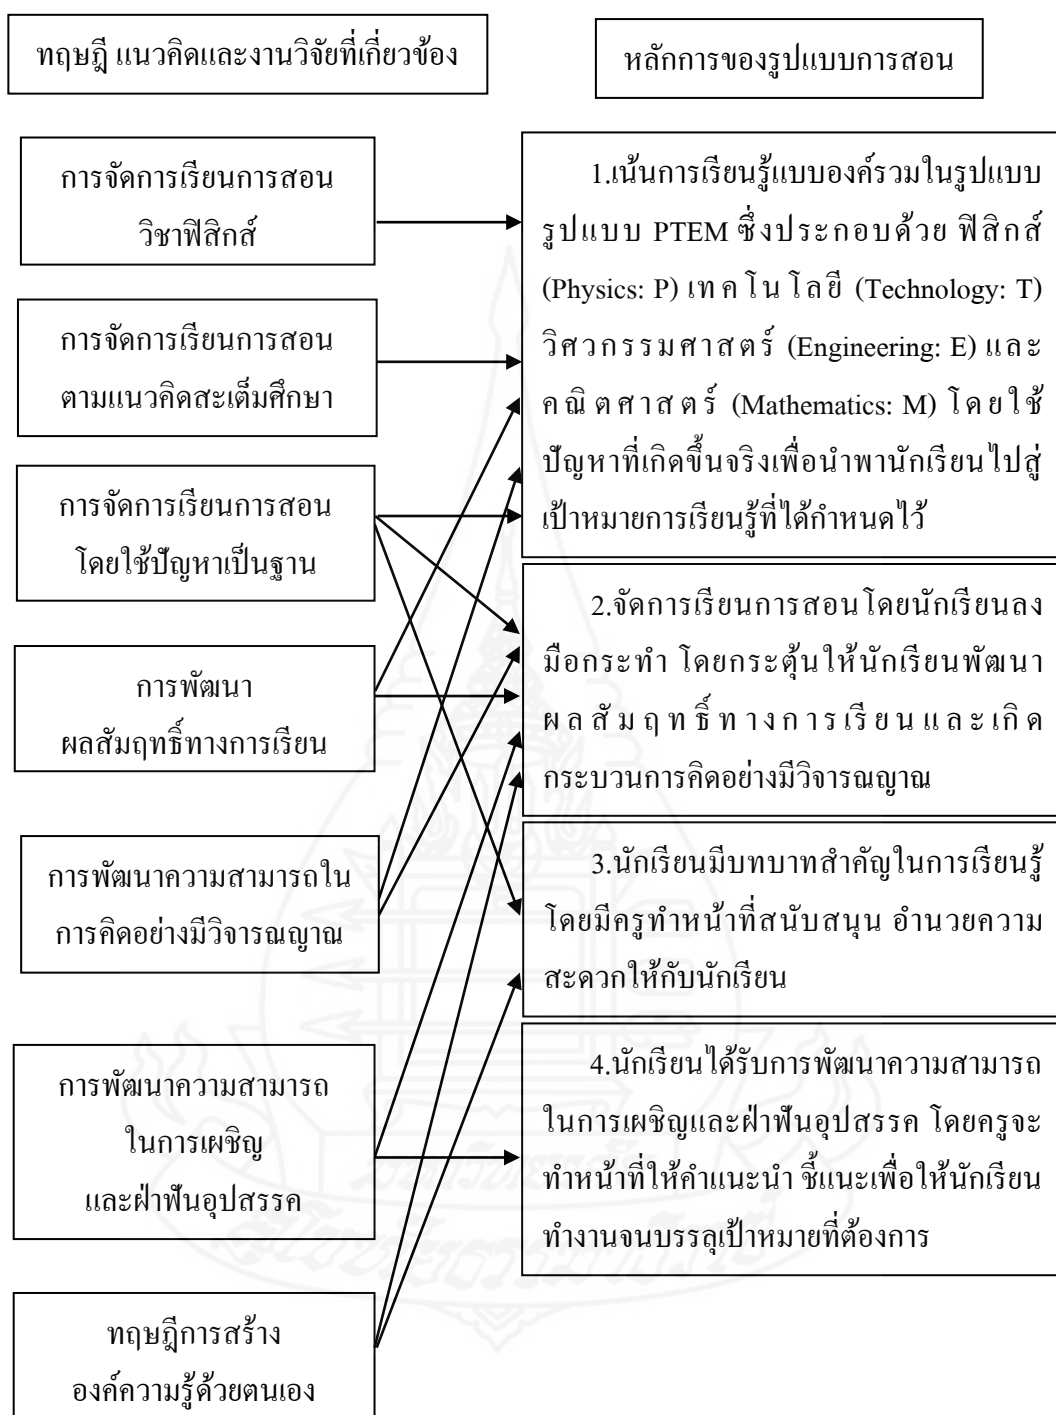 ทฤษฎี แนวคิดและงานวิจัยที่เกี่ยวข้อง
หลักการของรูปแบบการสอน
การจัดการเรียนการสอน
วิชาฟิสิกส์
การจัดการเรียนการสอน
ตามแนวคิดสะเต็มศึกษา
การจัดการเรียนการสอน
โดยใช้ปัญหาเป็นฐาน
การพัฒนา
ผลสัมฤทธิ์ทางการเรียน
การพัฒนาความสามารถใน
การคิดอย่างมีวิจารณญาณ
การพัฒนาความสามารถ
ในการเผชิญ
และฝ่าฟันอุปสรรค
ทฤษฎีการสร้าง
องค์ความรู้ด้วยตนเอง
1.เน้นการเรียนรู้แบบองค์รวมในรูปแบบ
รูปแบบ PTEM ซึ่งประกอบด้วย ฟิสิกส์
(Physics: P) เทคโนโลยี (Technology: T)
วิศวกรรมศาสตร์ (Engineering: E) และ
คณิตศาสตร์ (Mathematics: M) โดยใช้
ปัญหาที่เกิดขึ้นจริงเพื่อนำพานักเรียนไปสู่
เป้าหมายการเรียนรู้ที่ได้กำหนดไว้
2.จัดการเรียนการสอนโดยนักเรียนลง
มือกระทำ โดยกระตุ้นให้นักเรียนพัฒนา
ผลสัมฤทธิ์ทางการเรียนและเกิด
กระบวนการคิดอย่างมีวิจารณญาณ
3.นักเรียนมีบทบาทสำคัญในการเรียนรู้
โดยมีครูทำหน้าที่สนับสนุน อำนวยความ
สะดวกให้กับนักเรียน
4.นักเรียนได้รับการพัฒนาความสามารถ
ในการเผชิญและฝ่าฟันอุปสรรค โดยครูจะ
ทำหน้าที่ให้คำแนะนำ ชี้แนะเพื่อให้นักเรียน
ทำงานจนบรรลุเป้าหมายที่ต้องการ